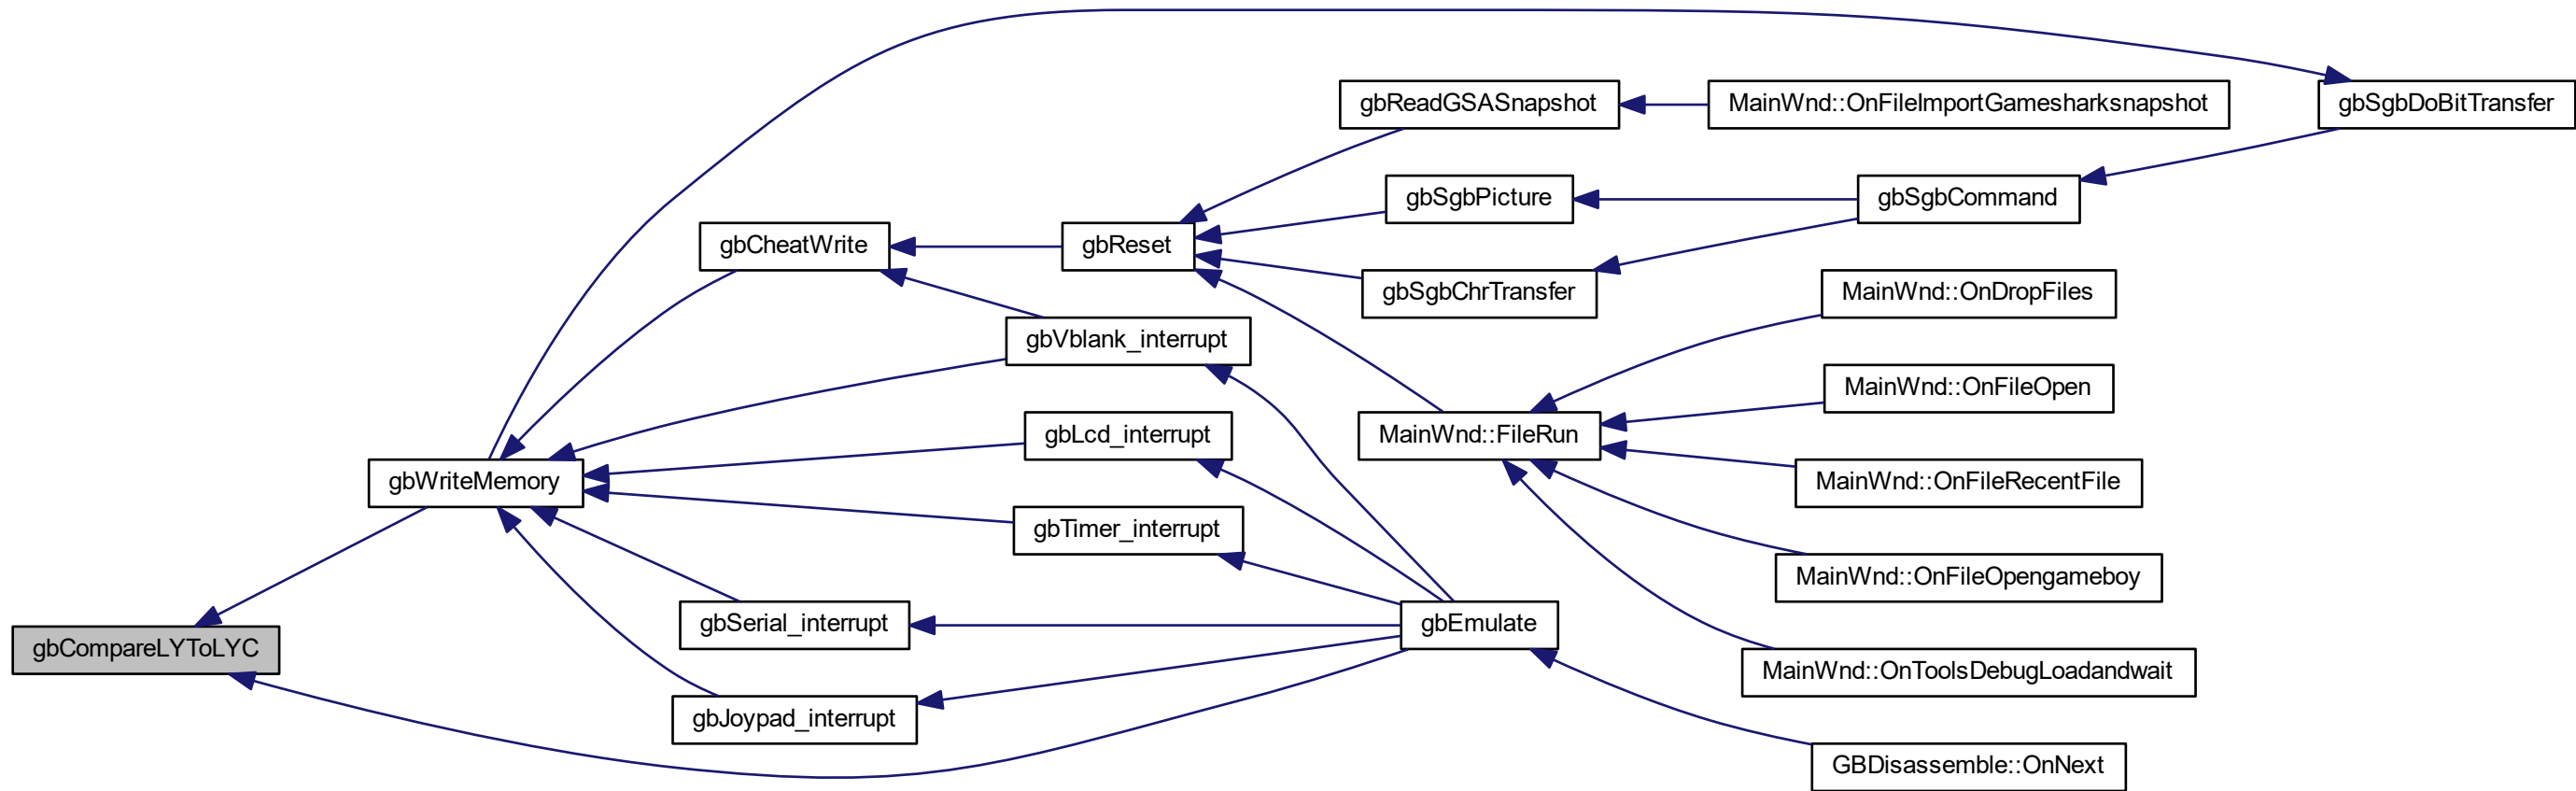 gbReadGSASnapshot
MainWnd::OnFileImportGamesharksnapshot
gbSgbDoBitTransfer
gbSgbPicture
gbSgbCommand
gbCheatWrite
gbReset
gbSgbChrTransfer
MainWnd::OnDropFiles
gbVblank_interrupt
MainWnd::OnFileOpen
gbLcd_interrupt
MainWnd::FileRun
gbWriteMemory
MainWnd::OnFileRecentFile
gbTimer_interrupt
MainWnd::OnFileOpengameboy
gbSerial_interrupt
gbEmulate
gbCompareLYToLYC
MainWnd::OnToolsDebugLoadandwait
gbJoypad_interrupt
GBDisassemble::OnNext